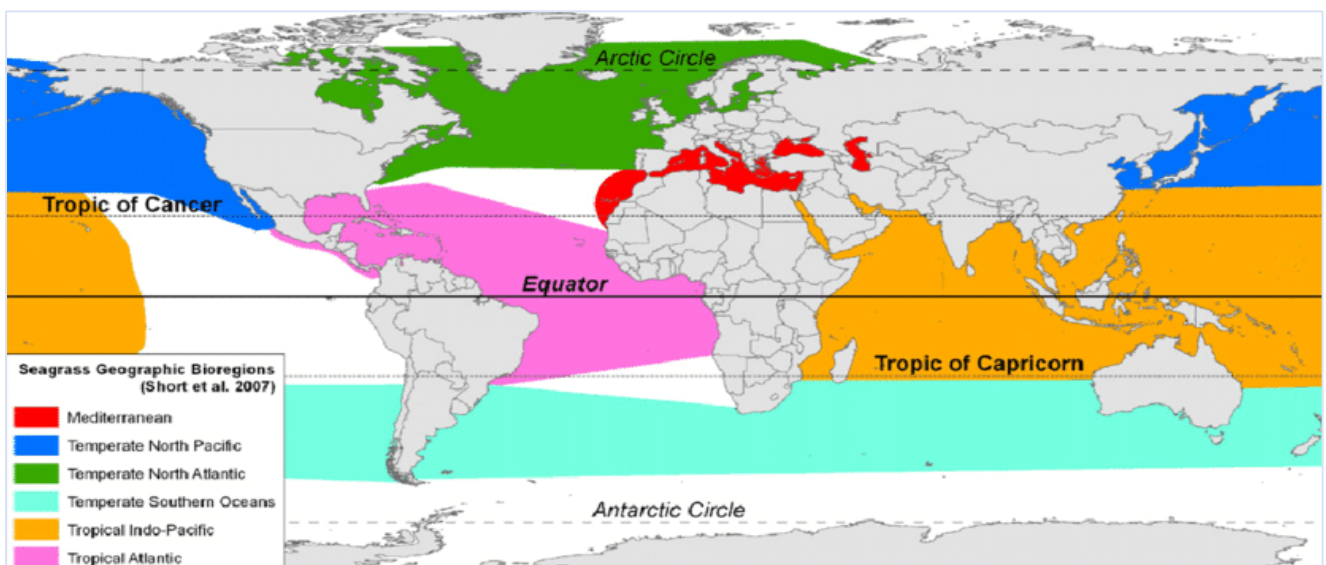 Arctic Circle
Tropic of Cancer
Equator
Tropic of Capricorn
Seagrass Geographic Bioregions
(Short et al. 2007)
Mediterranean
Temperate North Pacific
Temperate North Atlantic
Temperate Southern Oceans
Tropical Indo-Pacific
Tropical Atlantic
Antarctic Circle